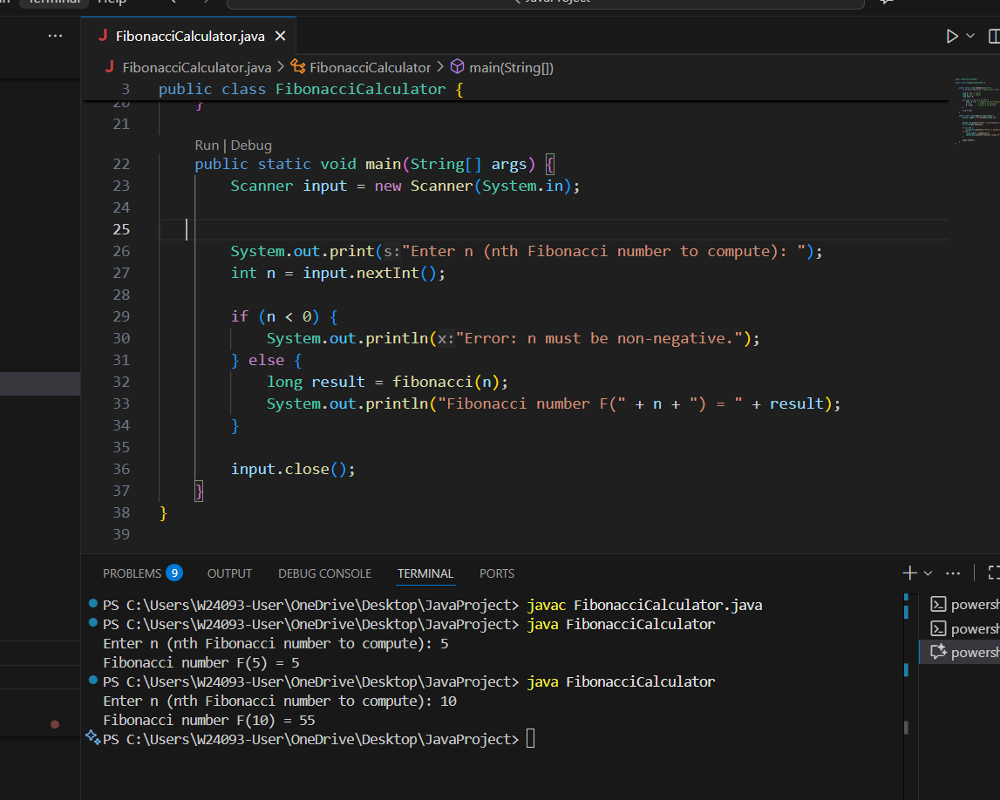 Terminal Help
JavaProject
FibonacciCalculator.java
FibonacciCalculator.java > FibonacciCalculator > main(String[])
3 public class FibonacciCalculator {
20 }
21
Run | Debug
22 public static void main(String[] args) {
23 Scanner input = new Scanner(System.in);
24
25
26 System.out.print(s:"Enter n (nth Fibonacci number to compute): ");
27 int n = input.nextInt();
28
29 if (n < 0) {
30 System.out.println(x:"Error: n must be non-negative.");
31 } else {
32 long result = fibonacci(n);
33 System.out.println("Fibonacci number F(" + n + ") = " + result);
34 }
35
36 input.close();
37 }
38 }
39
PROBLEMS 9 OUTPUT DEBUG CONSOLE TERMINAL PORTS
PS C:\Users\W24093-User\OneDrive\Desktop\JavaProject> javac FibonacciCalculator.java
PS C:\Users\W24093-User\OneDrive\Desktop\JavaProject> java FibonacciCalculator
Enter n (nth Fibonacci number to compute): 5
Fibonacci number F(5) = 5
PS C:\Users\W24093-User\OneDrive\Desktop\JavaProject> java FibonacciCalculator
Enter n (nth Fibonacci number to compute): 10
Fibonacci number F(10) = 55
PS C:\Users\W24093-User\OneDrive\Desktop\JavaProject>
powersh
powersh
powersh